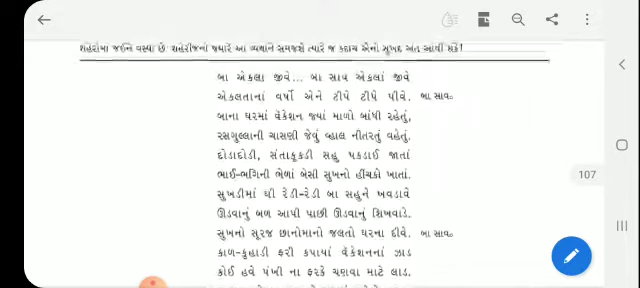 શહેરોમાં જઈને વસ્યા છે શહેરીજનો જ્યારે આ વ્યથાને સમજશે ત્યારે જ કદાચ એનો સુખદ અંત આવી શકે!
બા એકલા જીવે... બા સાવ એકલાં જીવે
એકલતાનાં વર્ષો એને ટીપે ટીપે પીવે. બા સાવ૦
બાના ઘરમાં વૅકેશન જ્યાં માળો બાંધી રહેતું,
રસગુલ્લાની ચાસણી જેવું વ્હાલ નીતરતું વહેતું.
દોડાદોડી, સંતાકૂકડી સહુ પકડાઈ જાતાં
ભાઈ-ભગિની ભેળાં બેસી સુખનો હીંચકો ખાતાં.
સુખડીમાં ઘી રેડી-રેડી બા સહુને ખવડાવે
ઊડવાનું બળ આપી પાછી ઊડવાનું શિખવાડે.
સુખનો સૂરજ છાનોમાનો જલતો ઘરના દીવે. બા સાવ૦
કાળ-કુહાડી ફરી કપાયાં વૅકેશનનાં ઝાડ
કોઈ હવે પંખી ના ફરકે ચણવા માટે લાડ.
107